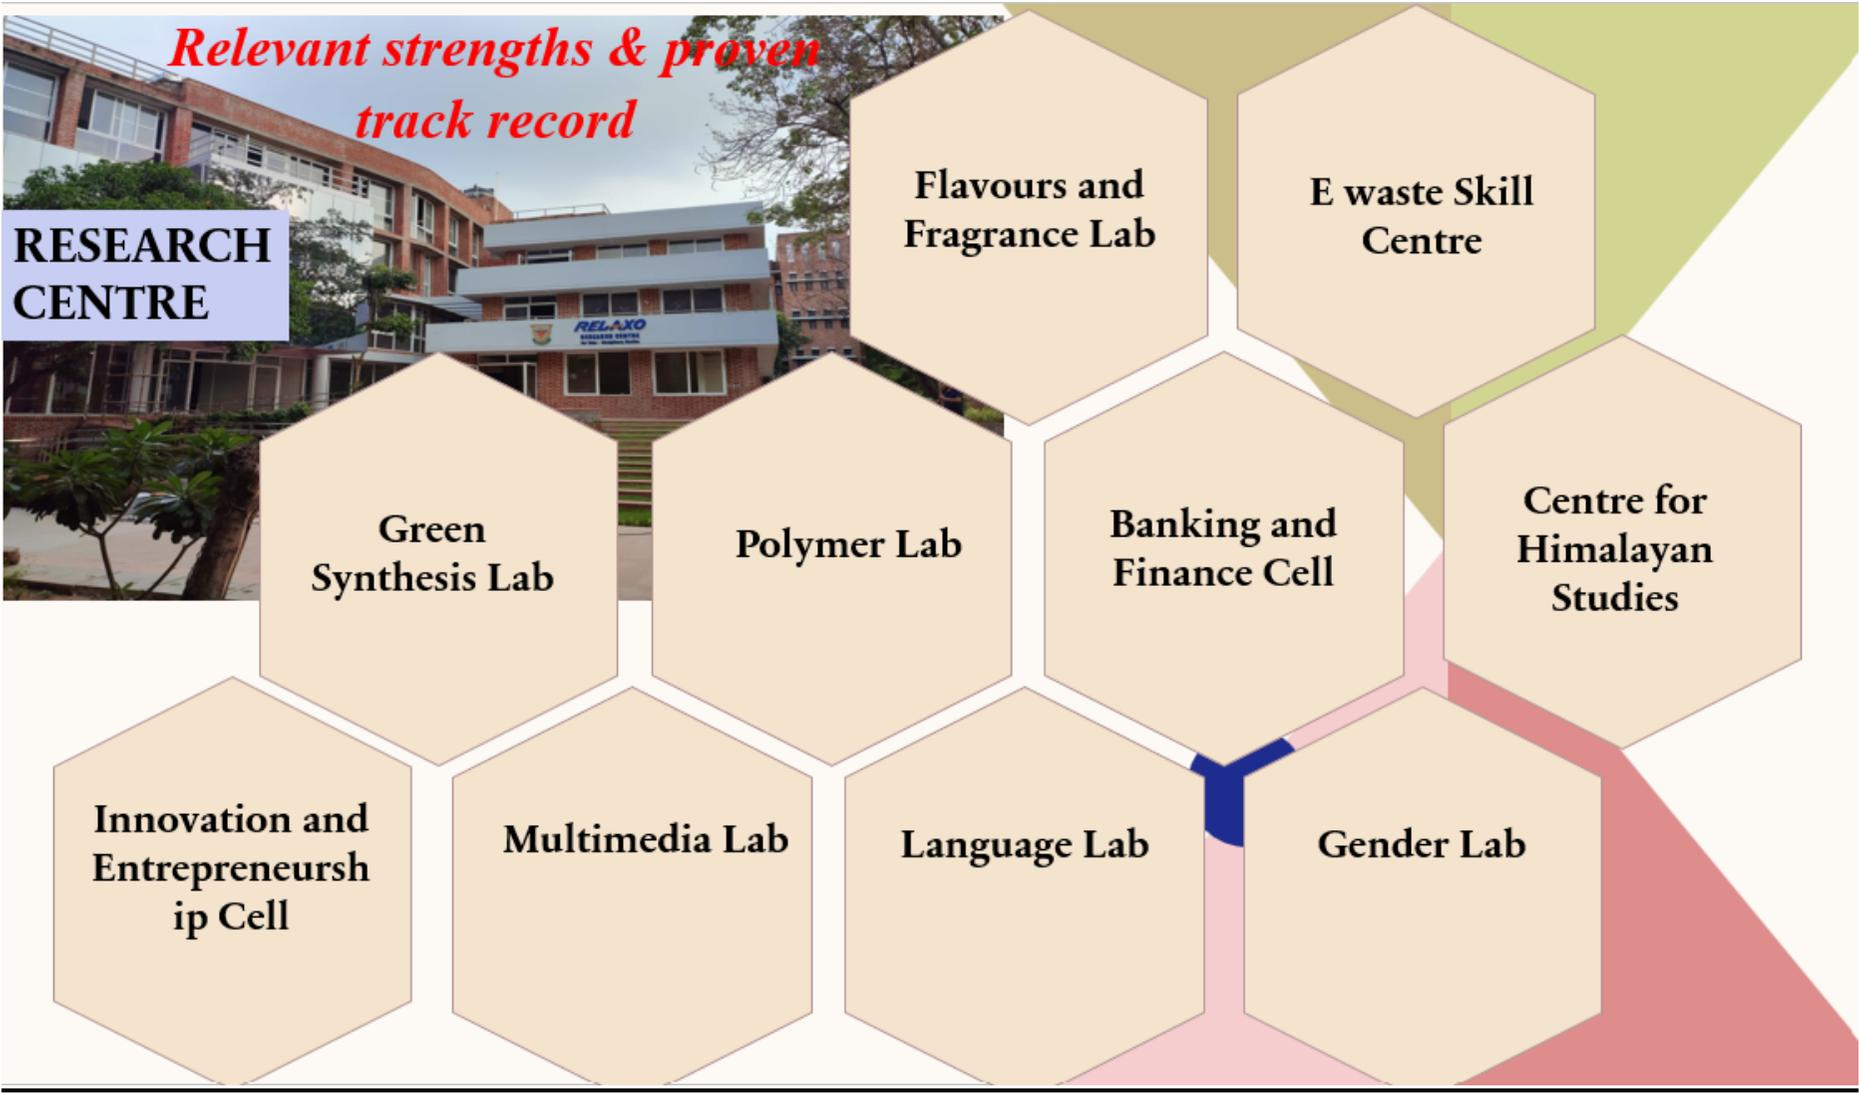 Relevant strengths & proven
track record
RESEARCH
CENTRE
RELAXO
RESEARCH CENTRE
Flavours and
Fragrance Lab
E waste Skill
Centre
Green
Synthesis Lab
Polymer Lab
Banking and
Finance Cell
Centre for
Himalayan
Studies
Innovation and
Entrepreneursh
ip Cell
Multimedia Lab
Language Lab
Gender Lab